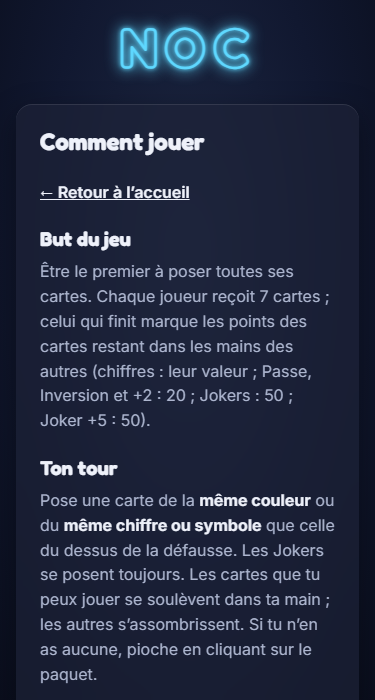 NOC
Comment jouer
← Retour à l’accueil
But du jeu
Être le premier à poser toutes ses
cartes. Chaque joueur reçoit 7 cartes ;
celui qui finit marque les points des
cartes restant dans les mains des
autres (chiffres : leur valeur ; Passe,
Inversion et +2 : 20 ; Jokers : 50 ;
Joker +5 : 50).
Ton tour
Pose une carte de la même couleur ou
du même chiffre ou symbole que celle
du dessus de la défausse. Les Jokers
se posent toujours. Les cartes que tu
peux jouer se soulèvent dans ta main ;
les autres s’assombrissent. Si tu n’en
as aucune, pioche en cliquant sur le
paquet.